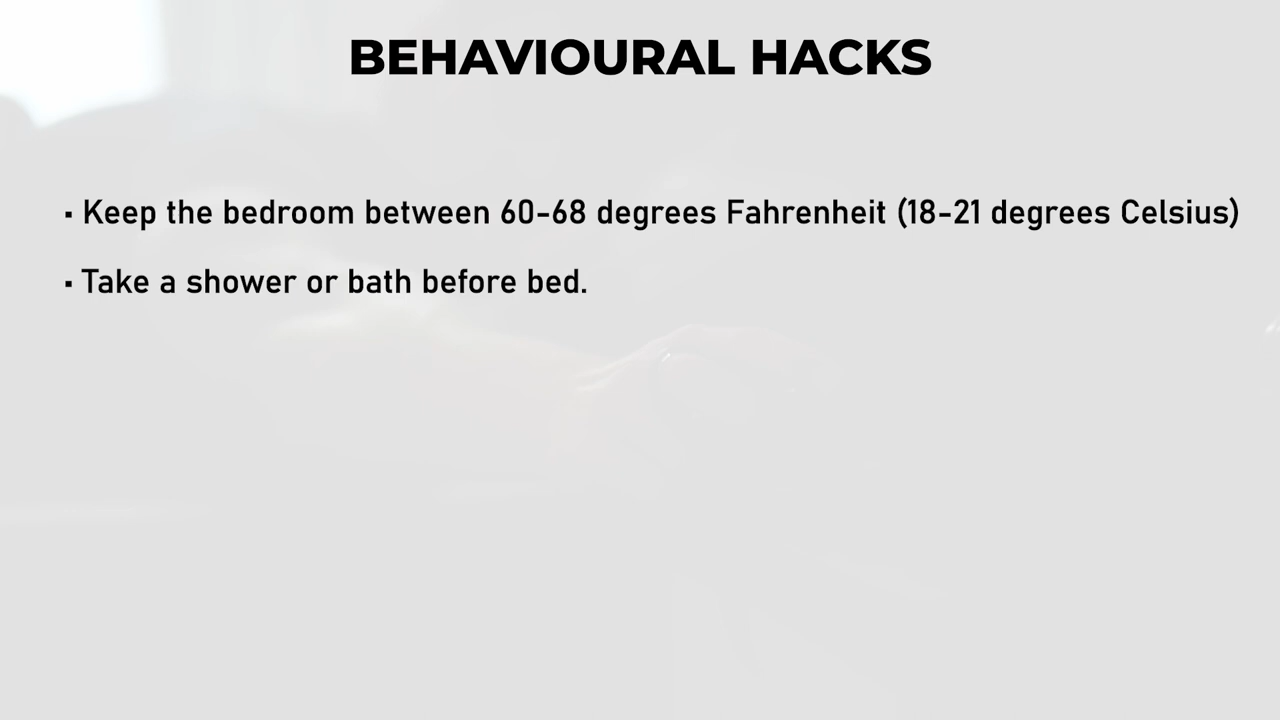 BEHAVIOURAL HACKS
▪ Keep the bedroom between 60-68 degrees Fahrenheit (18-21 degrees Celsius)
▪ Take a shower or bath before bed.